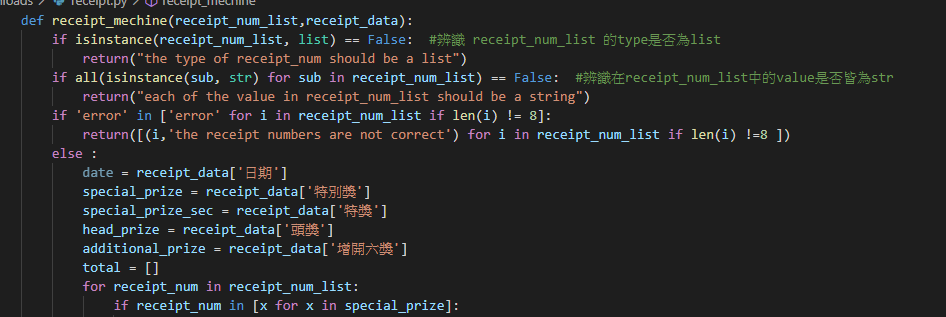 nloads > receipt.py > receipt_mechine
def receipt_mechine(receipt_num_list,receipt_data):
if isinstance(receipt_num_list, list) == False:  #辨識 receipt_num_list 的type是否為list
return("the type of receipt_num should be a list")
if all(isinstance(sub, str) for sub in receipt_num_list) == False:  #辨識在receipt_num_list中的value是否皆為str
return("each of the value in receipt_num_list should be a string")
if 'error' in ['error' for i in receipt_num_list if len(i) != 8]:
return([(i,'the receipt numbers are not correct') for i in receipt_num_list if len(i) !=8 ])
else :
date = receipt_data['日期']
special_prize = receipt_data['特別獎']
special_prize_sec = receipt_data['特獎']
head_prize = receipt_data['頭獎']
additional_prize = receipt_data['增開六獎']
total = []
for receipt_num in receipt_num_list:
if receipt_num in [x for x in special_prize]: